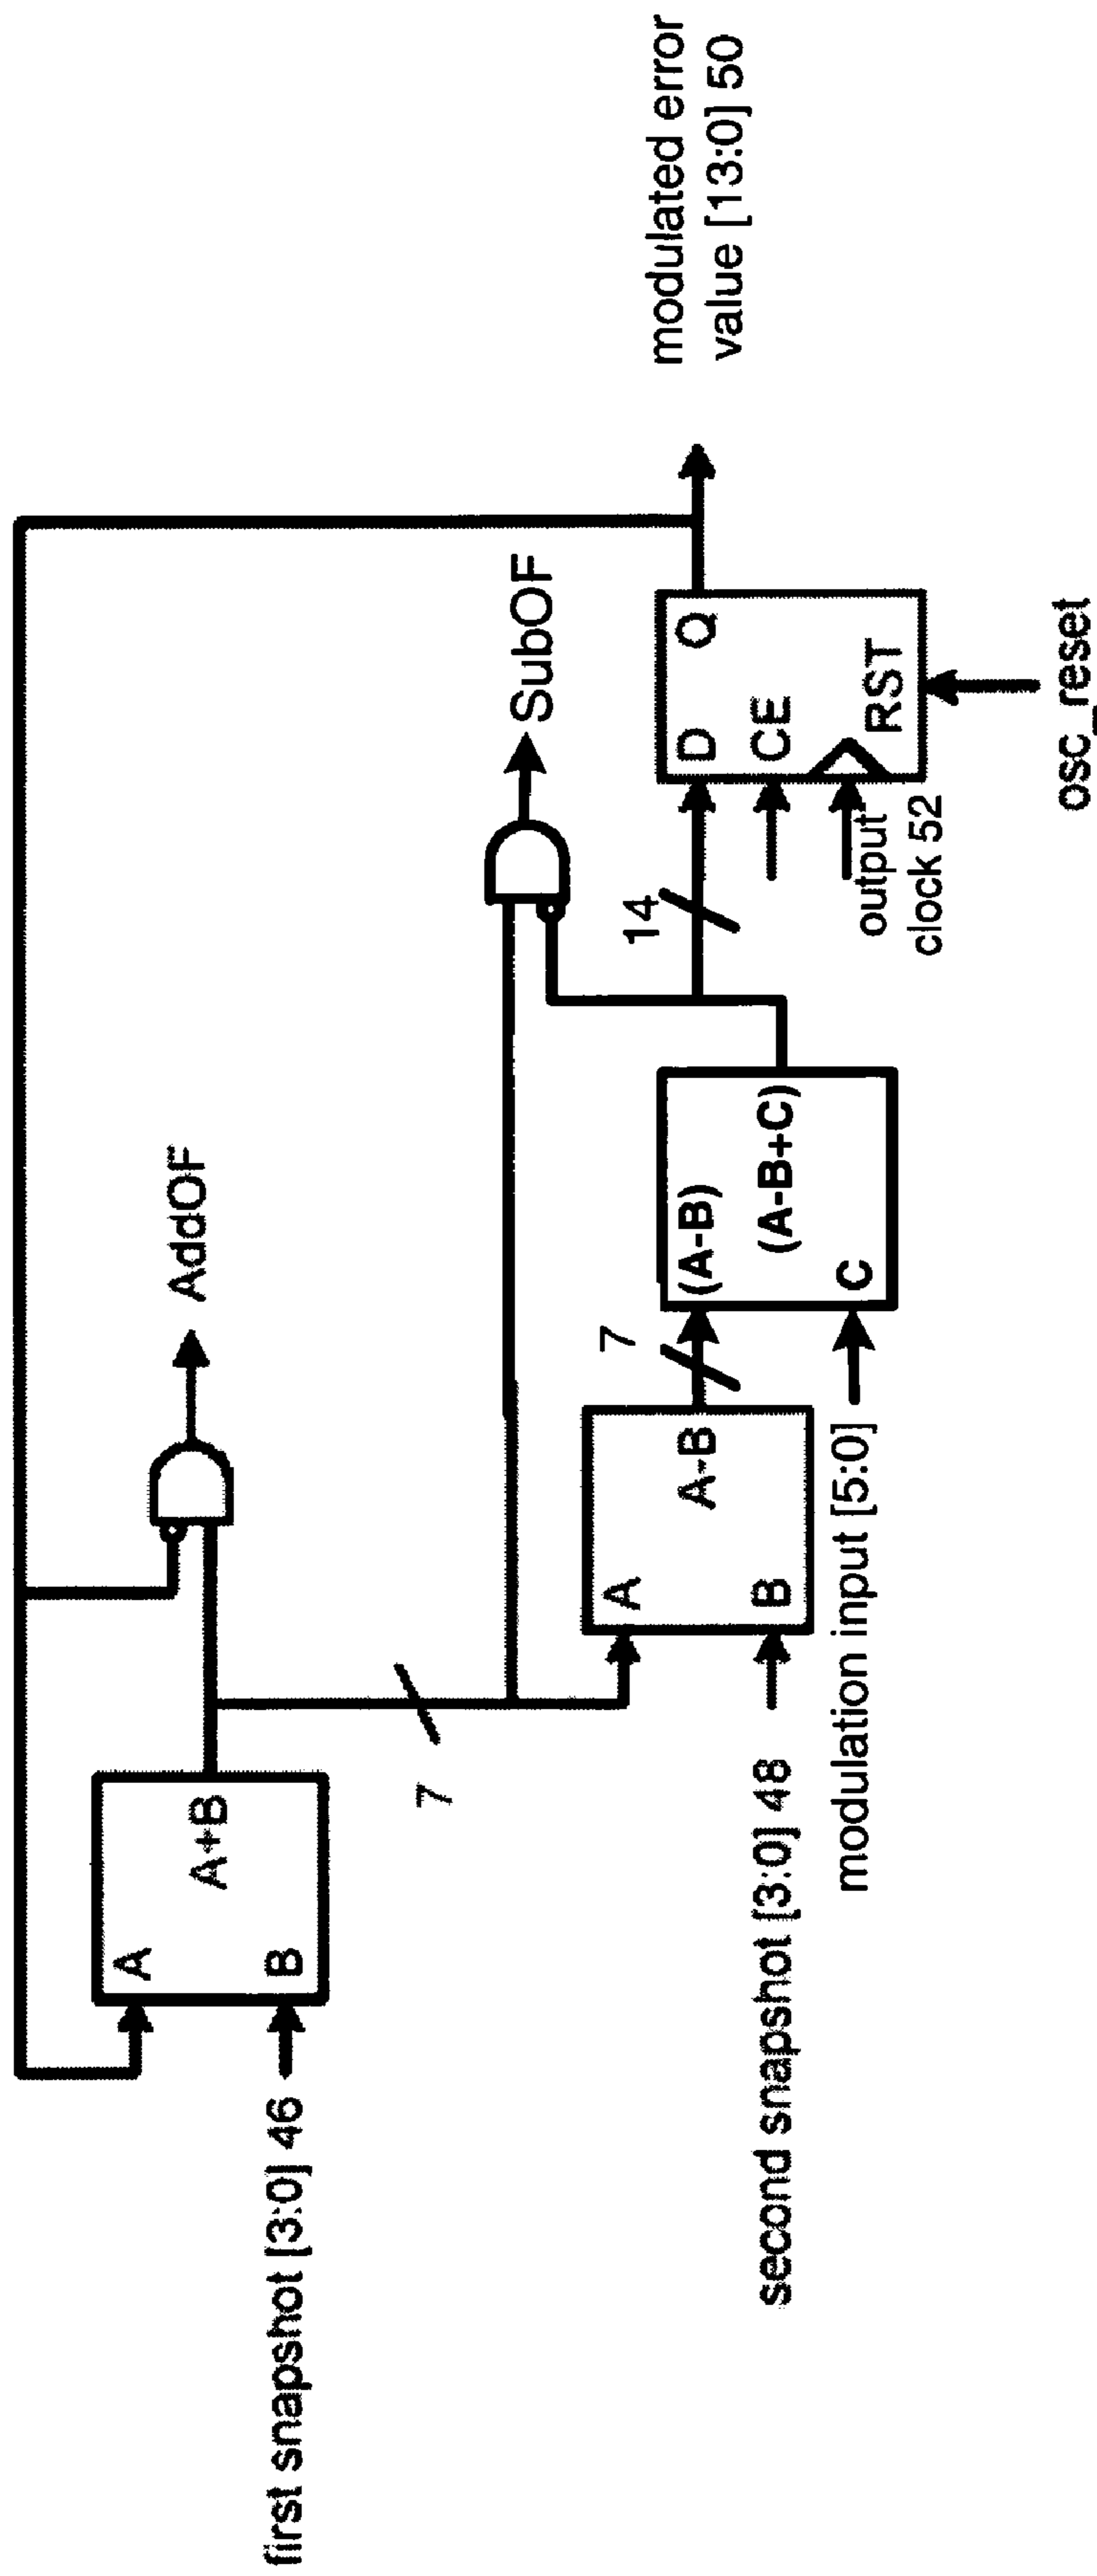 first snapshot [3:0] 46
A
B
A+B
AddOF
7
second snapshot [3:0] 48
A
B
A-B
modulation input [5:0]
7
(A-B)
(A-B+C)
C
SubOF
14
output
clock 52
D
Q
CE
RST
osc_reset
modulated error
value [13:0] 50